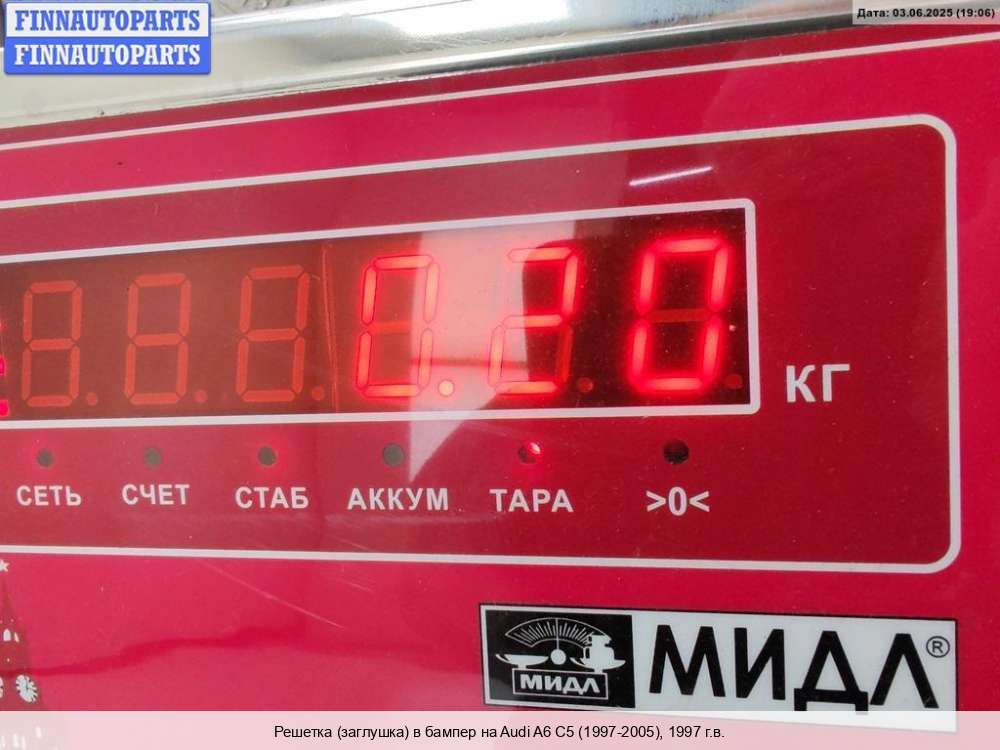 FINNAUTOPARTS
FINNAUTOPARTS
Дата: 03.06.2025 (19:06)
0.20
КГ
СЕТЬ СЧЕТ СТАБ АККУМ ТАРА >0<
МИДЛ МИДЛ®
Решетка (заглушка) в бампер на Audi A6 C5 (1997-2005), 1997 г.в.